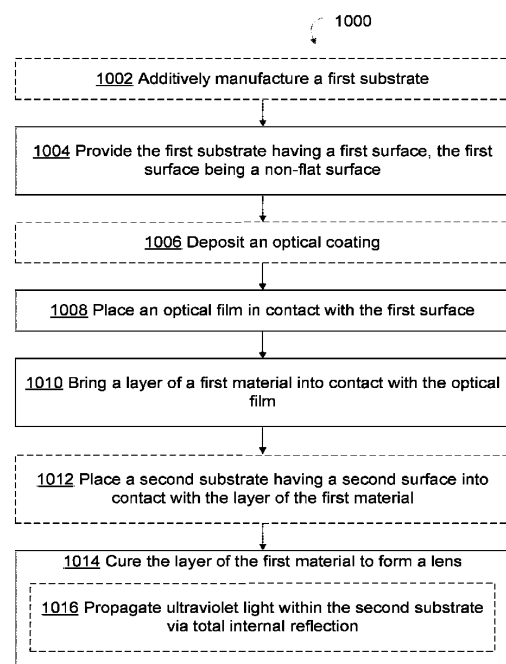 1000
1002 Additively manufacture a first substrate
1004 Provide the first substrate having a first surface, the first
surface being a non-flat surface
1006 Deposit an optical coating
1008 Place an optical film in contact with the first surface
1010 Bring a layer of a first material into contact with the optical
film
1012 Place a second substrate having a second surface into
contact with the layer of the first material
1014 Cure the layer of the first material to form a lens
1016 Propagate ultraviolet light within the second substrate
via total internal reflection